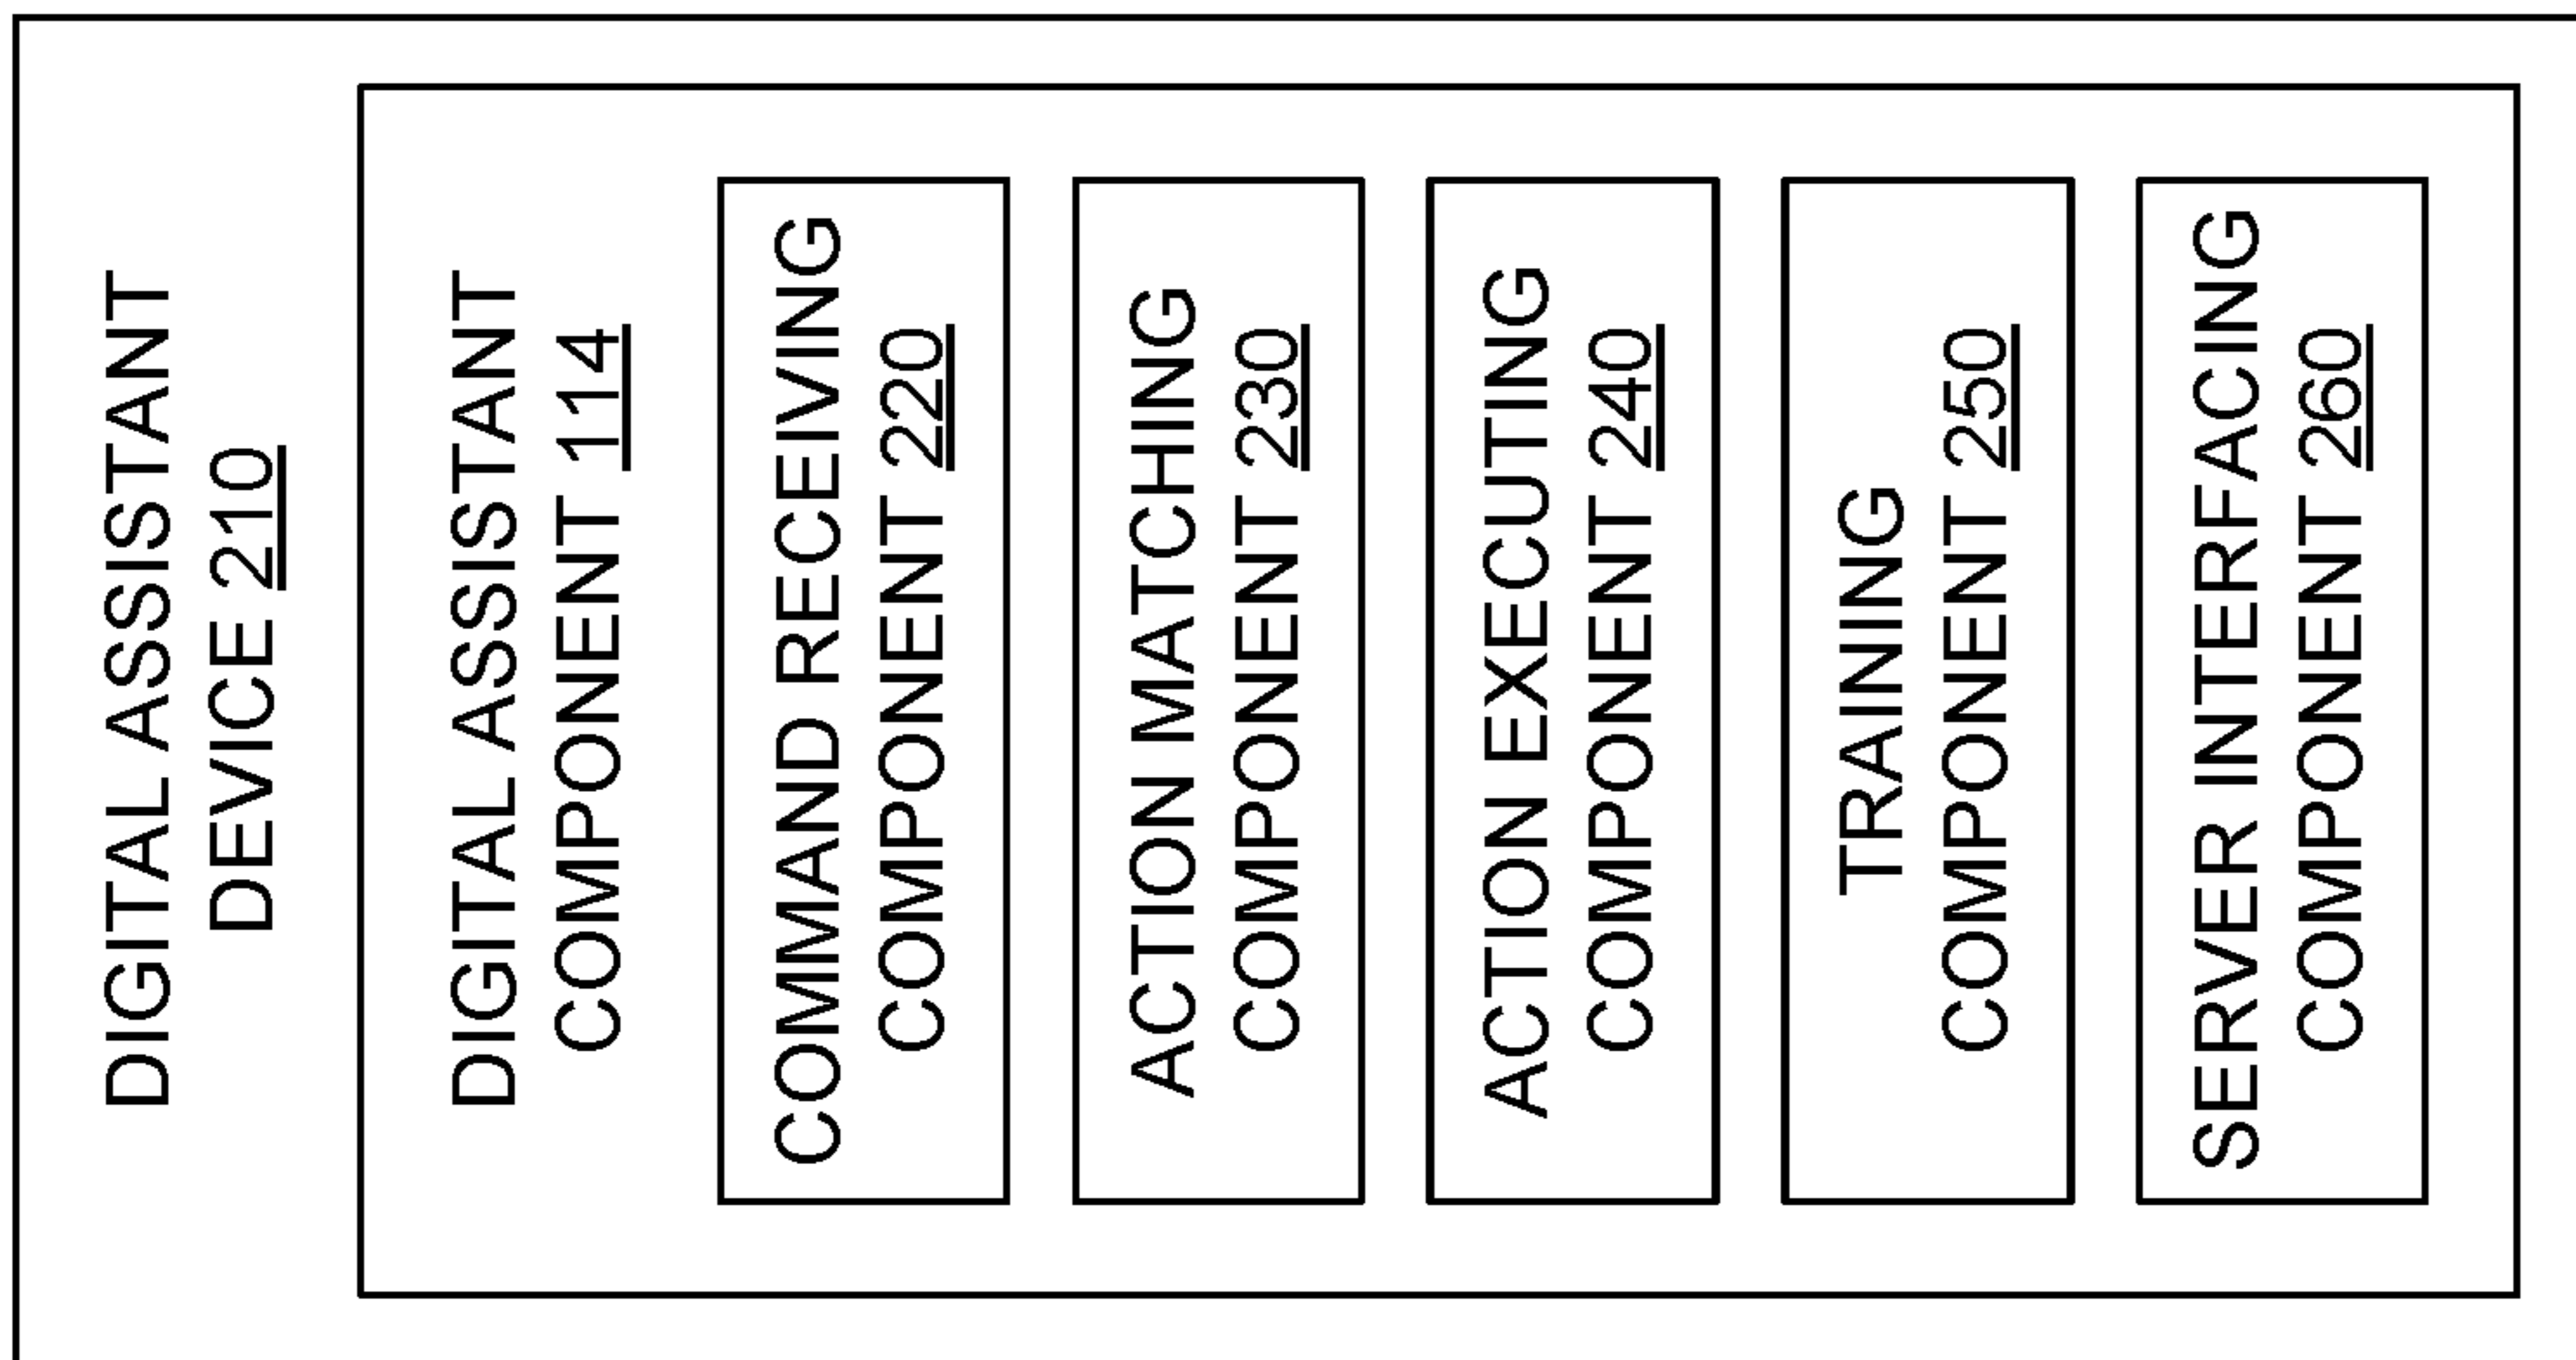 DIGITAL ASSISTANT
DEVICE 210
DIGITAL ASSISTANT
COMPONENT 114
COMMAND RECEIVING
COMPONENT 220
ACTION MATCHING
COMPONENT 230
ACTION EXECUTING
COMPONENT 240
TRAINING
COMPONENT 250
SERVER INTERFACING
COMPONENT 260